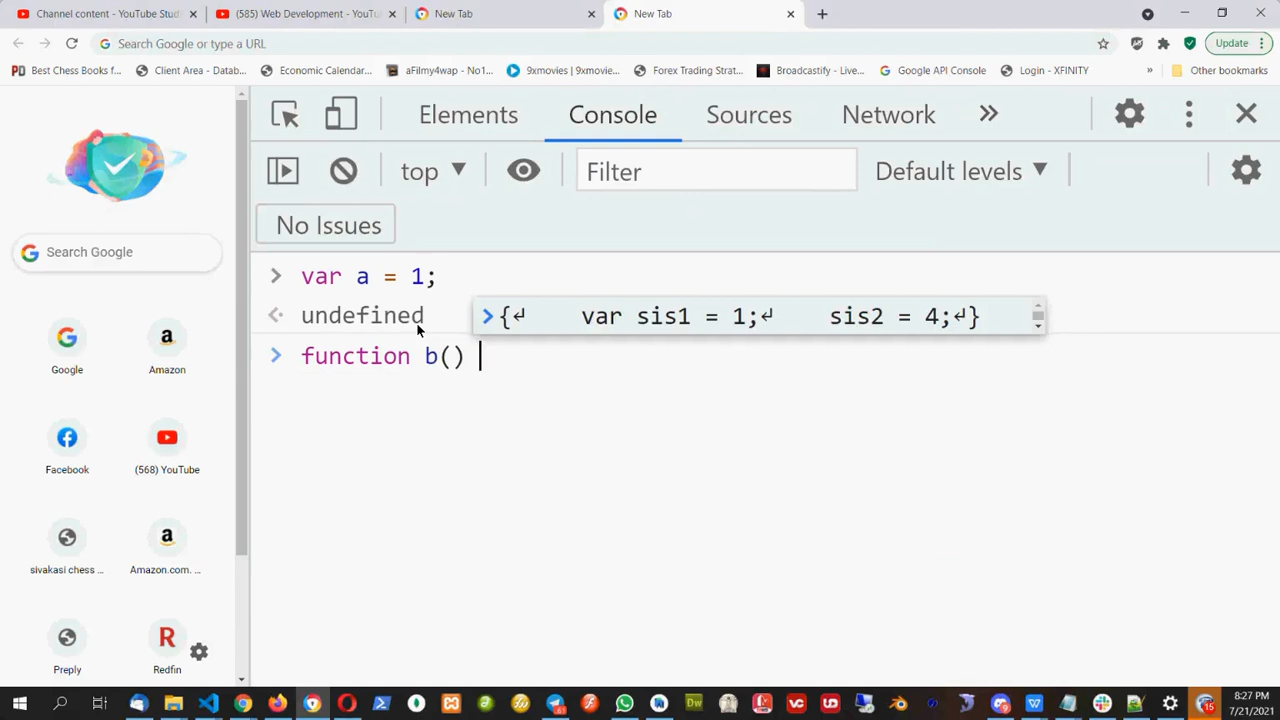 Channel content - YouTube Stud
(585) Web Development - YouTu
New Tab
New Tab
Search Google or type a URL
Update
Best Chess Books for...
Client Area - Datab...
Economic Calendar...
aFilmy4wap - No1...
9xmovies | 9xmovie...
Forex Trading Strat...
Broadcastify - Live...
Google API Console
Login - XFINITY
»
Other bookmarks
Elements
Console
Sources
Network
top
Filter
Default levels
No Issues
Search Google
var a = 1;
undefined
{↵ var sis1 = 1;↵ sis2 = 4;↵}
function b()
Google
Amazon
Facebook
(568) YouTube
sivakasi chess ...
Amazon.com. ...
Preply
Redfin
8:27 PM
7/21/2021
15